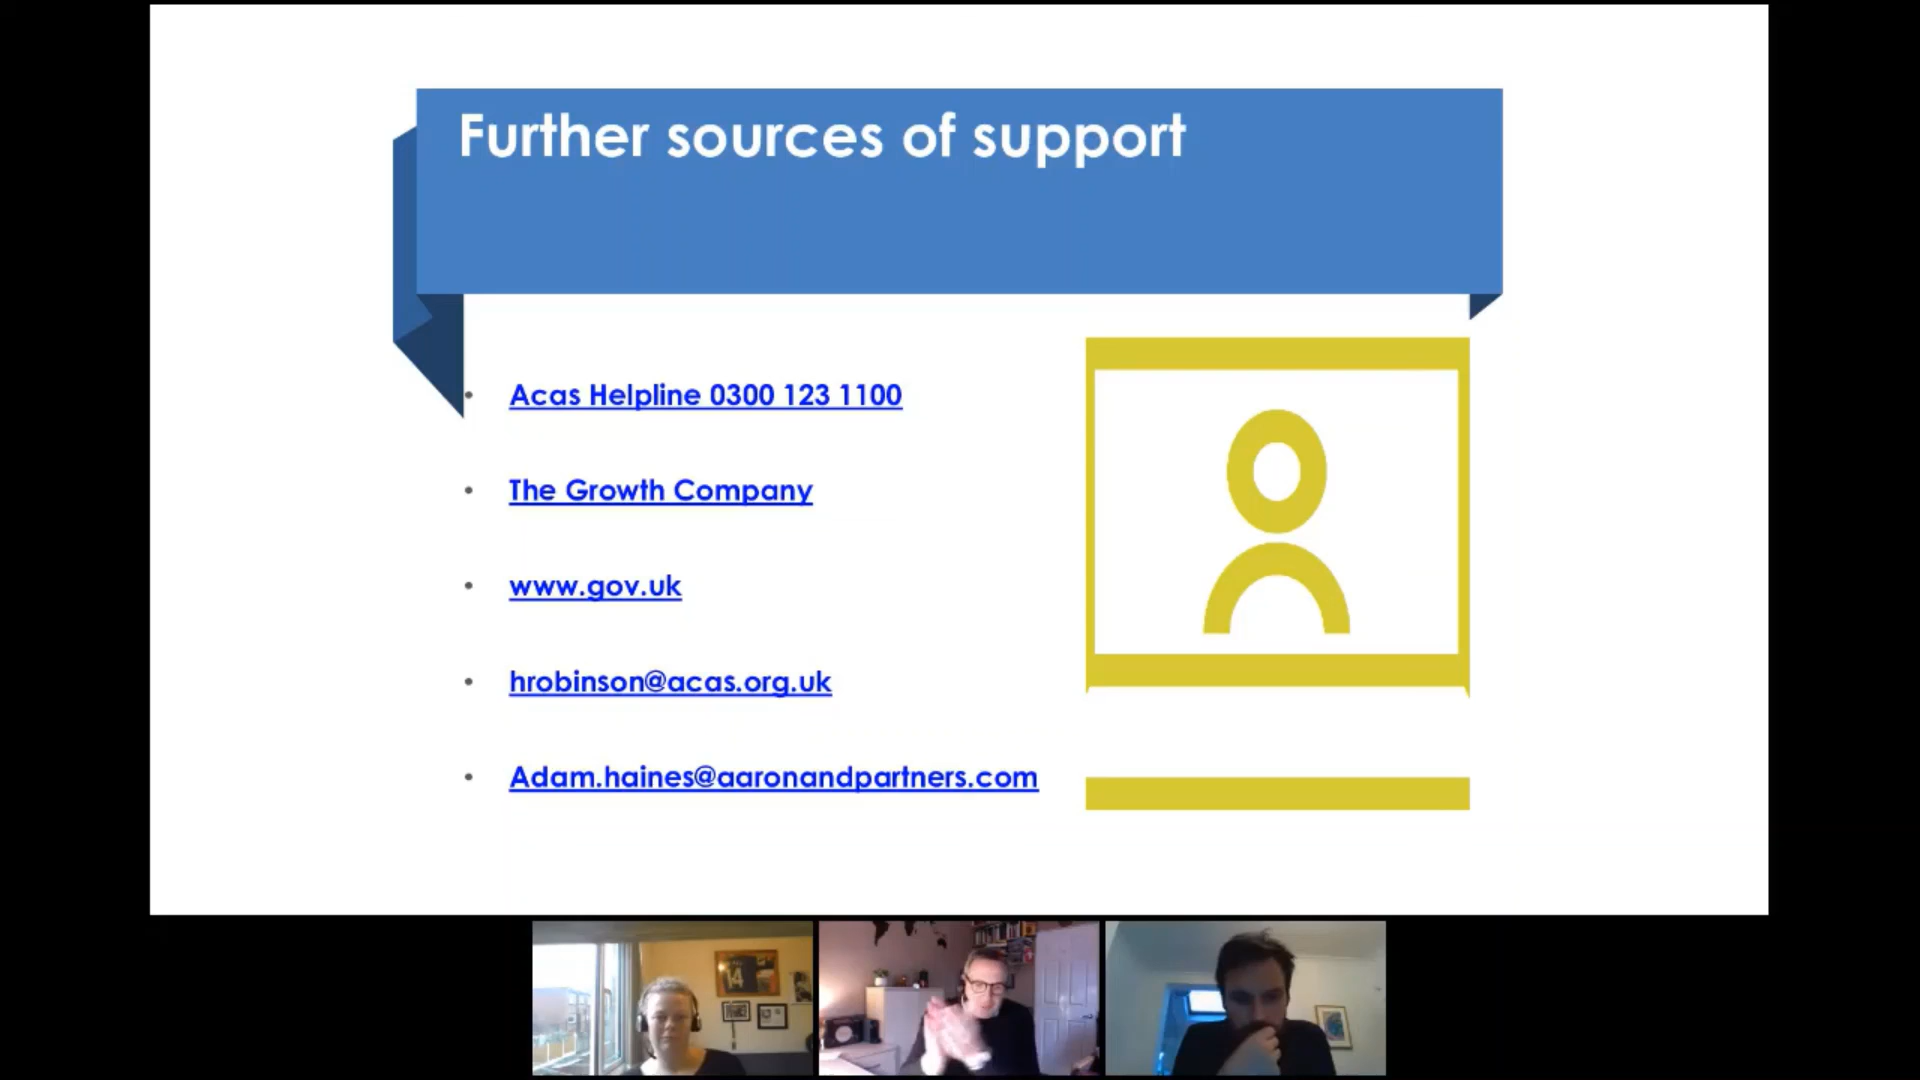 Further sources of support
Acas Helpline 0300 123 1100
The Growth Company
www.gov.uk
hrobinson@acas.org.uk
Adam.haines@aaronandpartners.com
14